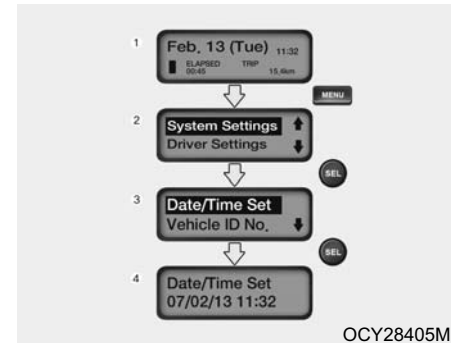 1
Feb. 13 (Tue) 11:32
ELAPSED TRIP
00:45 15.4km
MENU
2
System Settings
Driver Settings
SEL
3
Date/Time Set
Vehicle ID No.
SEL
4
Date/Time Set
07/02/13 11:32
OCY28405M